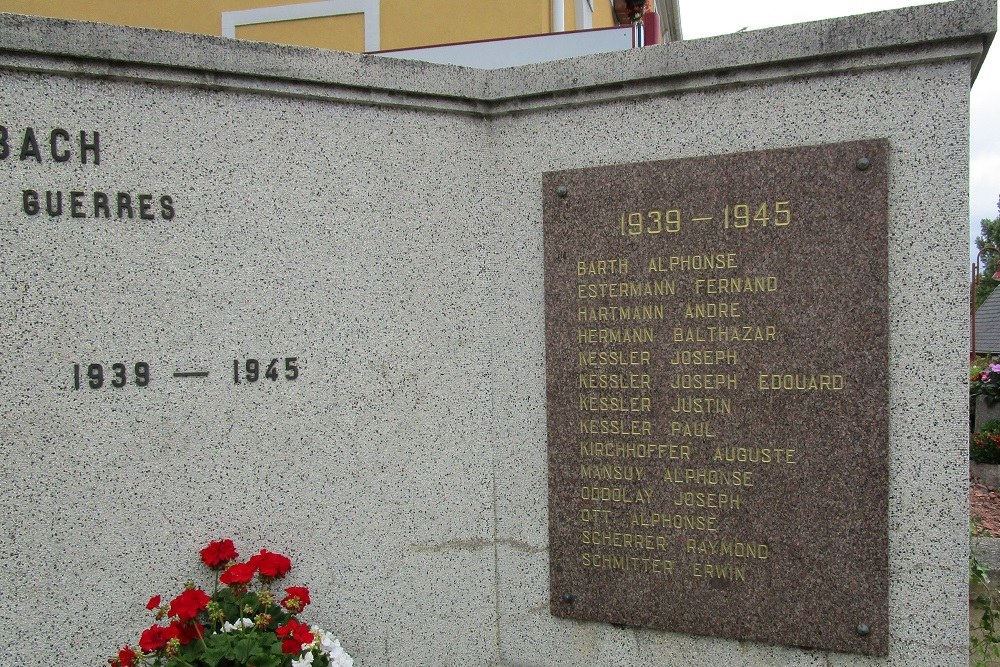 BACH
GUERRES
1939 — 1945
1939 — 1945
BARTH ALPHONSE
ESTERMANN FERNAND
HARTMANN ANDRE
HERMANN BALTHAZAR
KESSLER JOSEPH
KESSLER JOSEPH EDOUARD
KESSLER JUSTIN
KESSLER PAUL
KIRCHHOFFER AUGUSTE
MANSUY ALPHONSE
ODDOLAY JOSEPH
OTT ALPHONSE
SCHERRER RAYMOND
SCHMITTER ERWIN